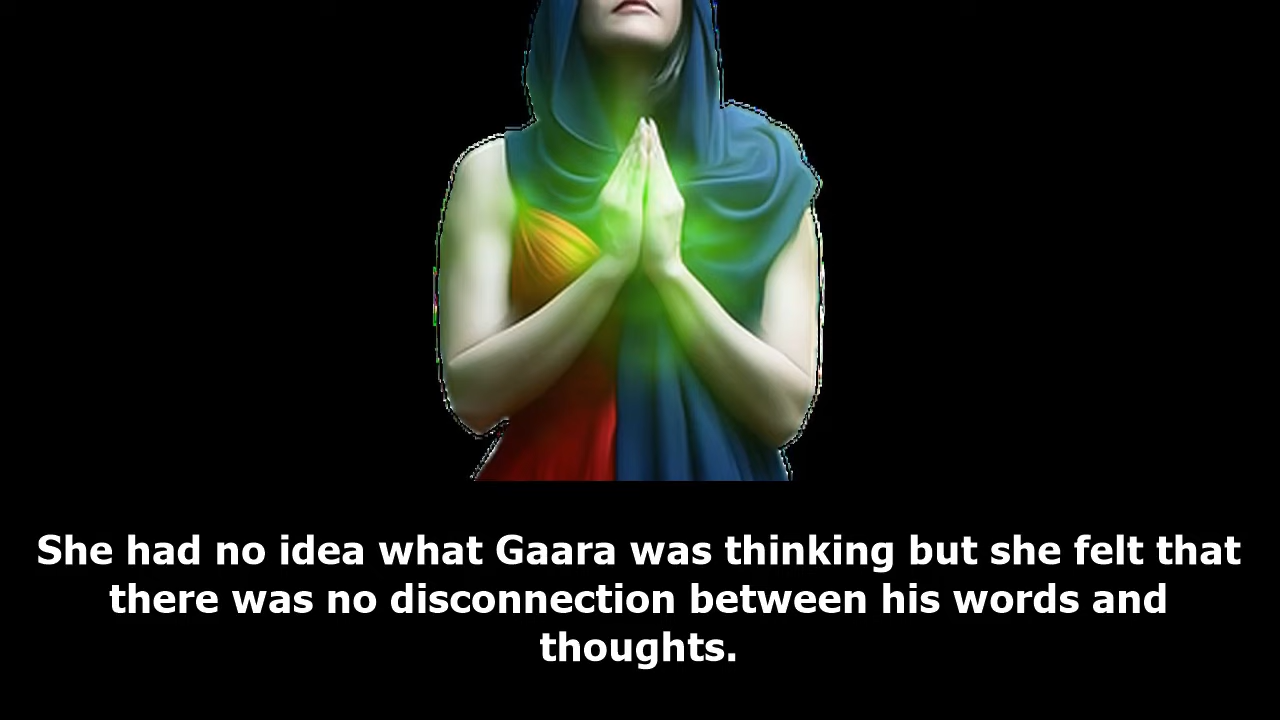 She had no idea what Gaara was thinking but she felt that
there was no disconnection between his words and
thoughts.